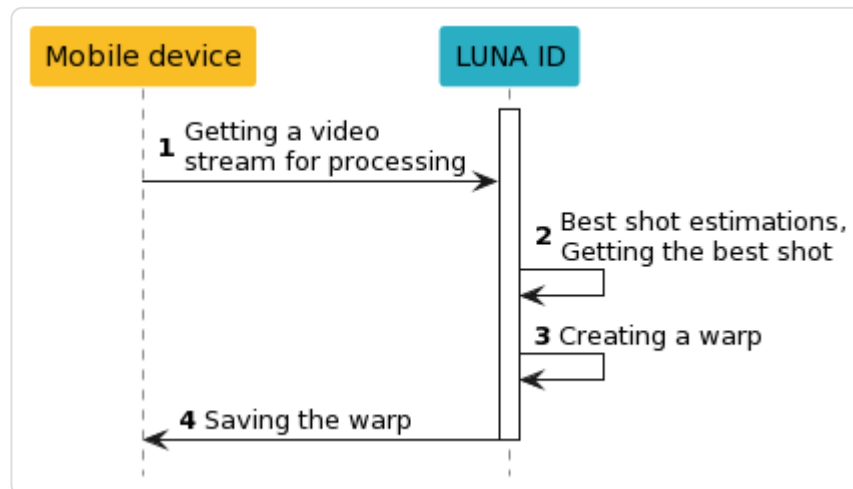 Mobile device
LUNA ID
1 Getting a video
stream for processing
2 Best shot estimations,
Getting the best shot
3 Creating a warp
4 Saving the warp